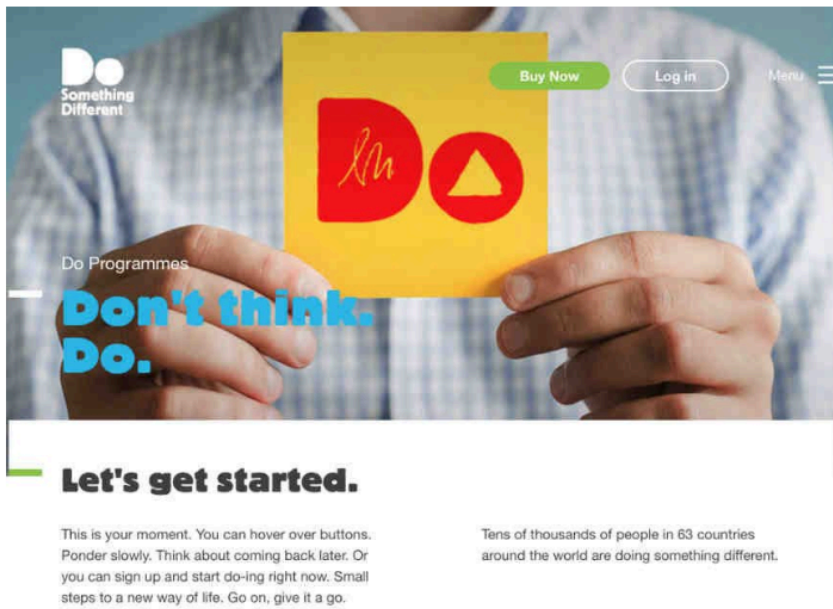 Do
Something
Different
Buy Now
Log in
Menu
Do
Do Programmes
Don't think.
Do.
Let's get started.
This is your moment. You can hover over buttons.
Ponder slowly. Think about coming back later. Or
you can sign up and start do-ing right now. Small
steps to a new way of life. Go on, give it a go.
Tens of thousands of people in 63 countries
around the world are doing something different.